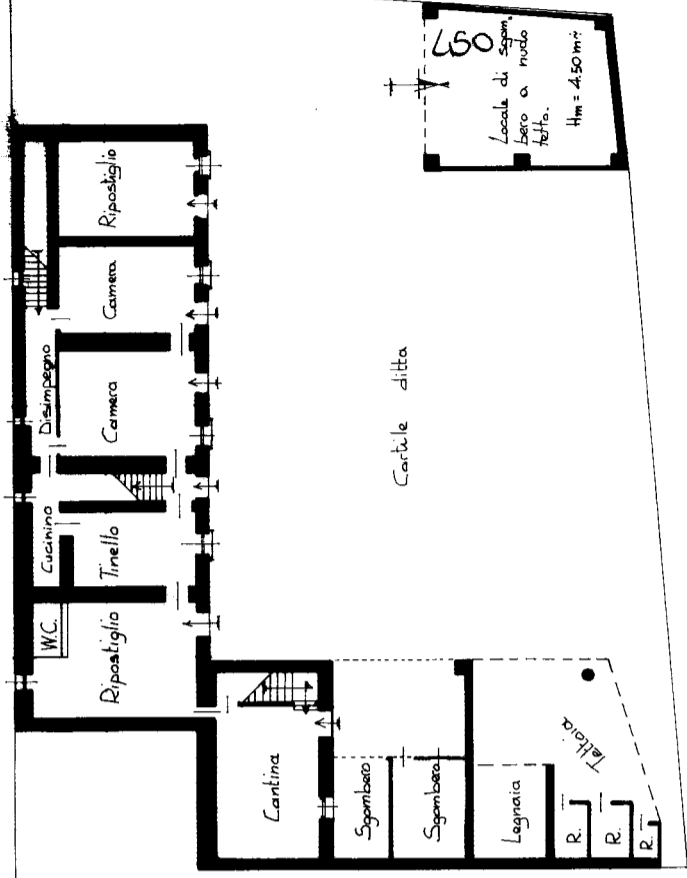 L50
Locale di sgom.
bero a nudo
tetto.
Hm = 4.50 mt
Ripostiglio
Camera
Disimpegno
Camera
Cucinino
Tinello
W.C.
Ripostiglio
Cortile ditta
Cantina
Sgombero
Sgombero
Legnaia
Tettoia
R.
R.
R.